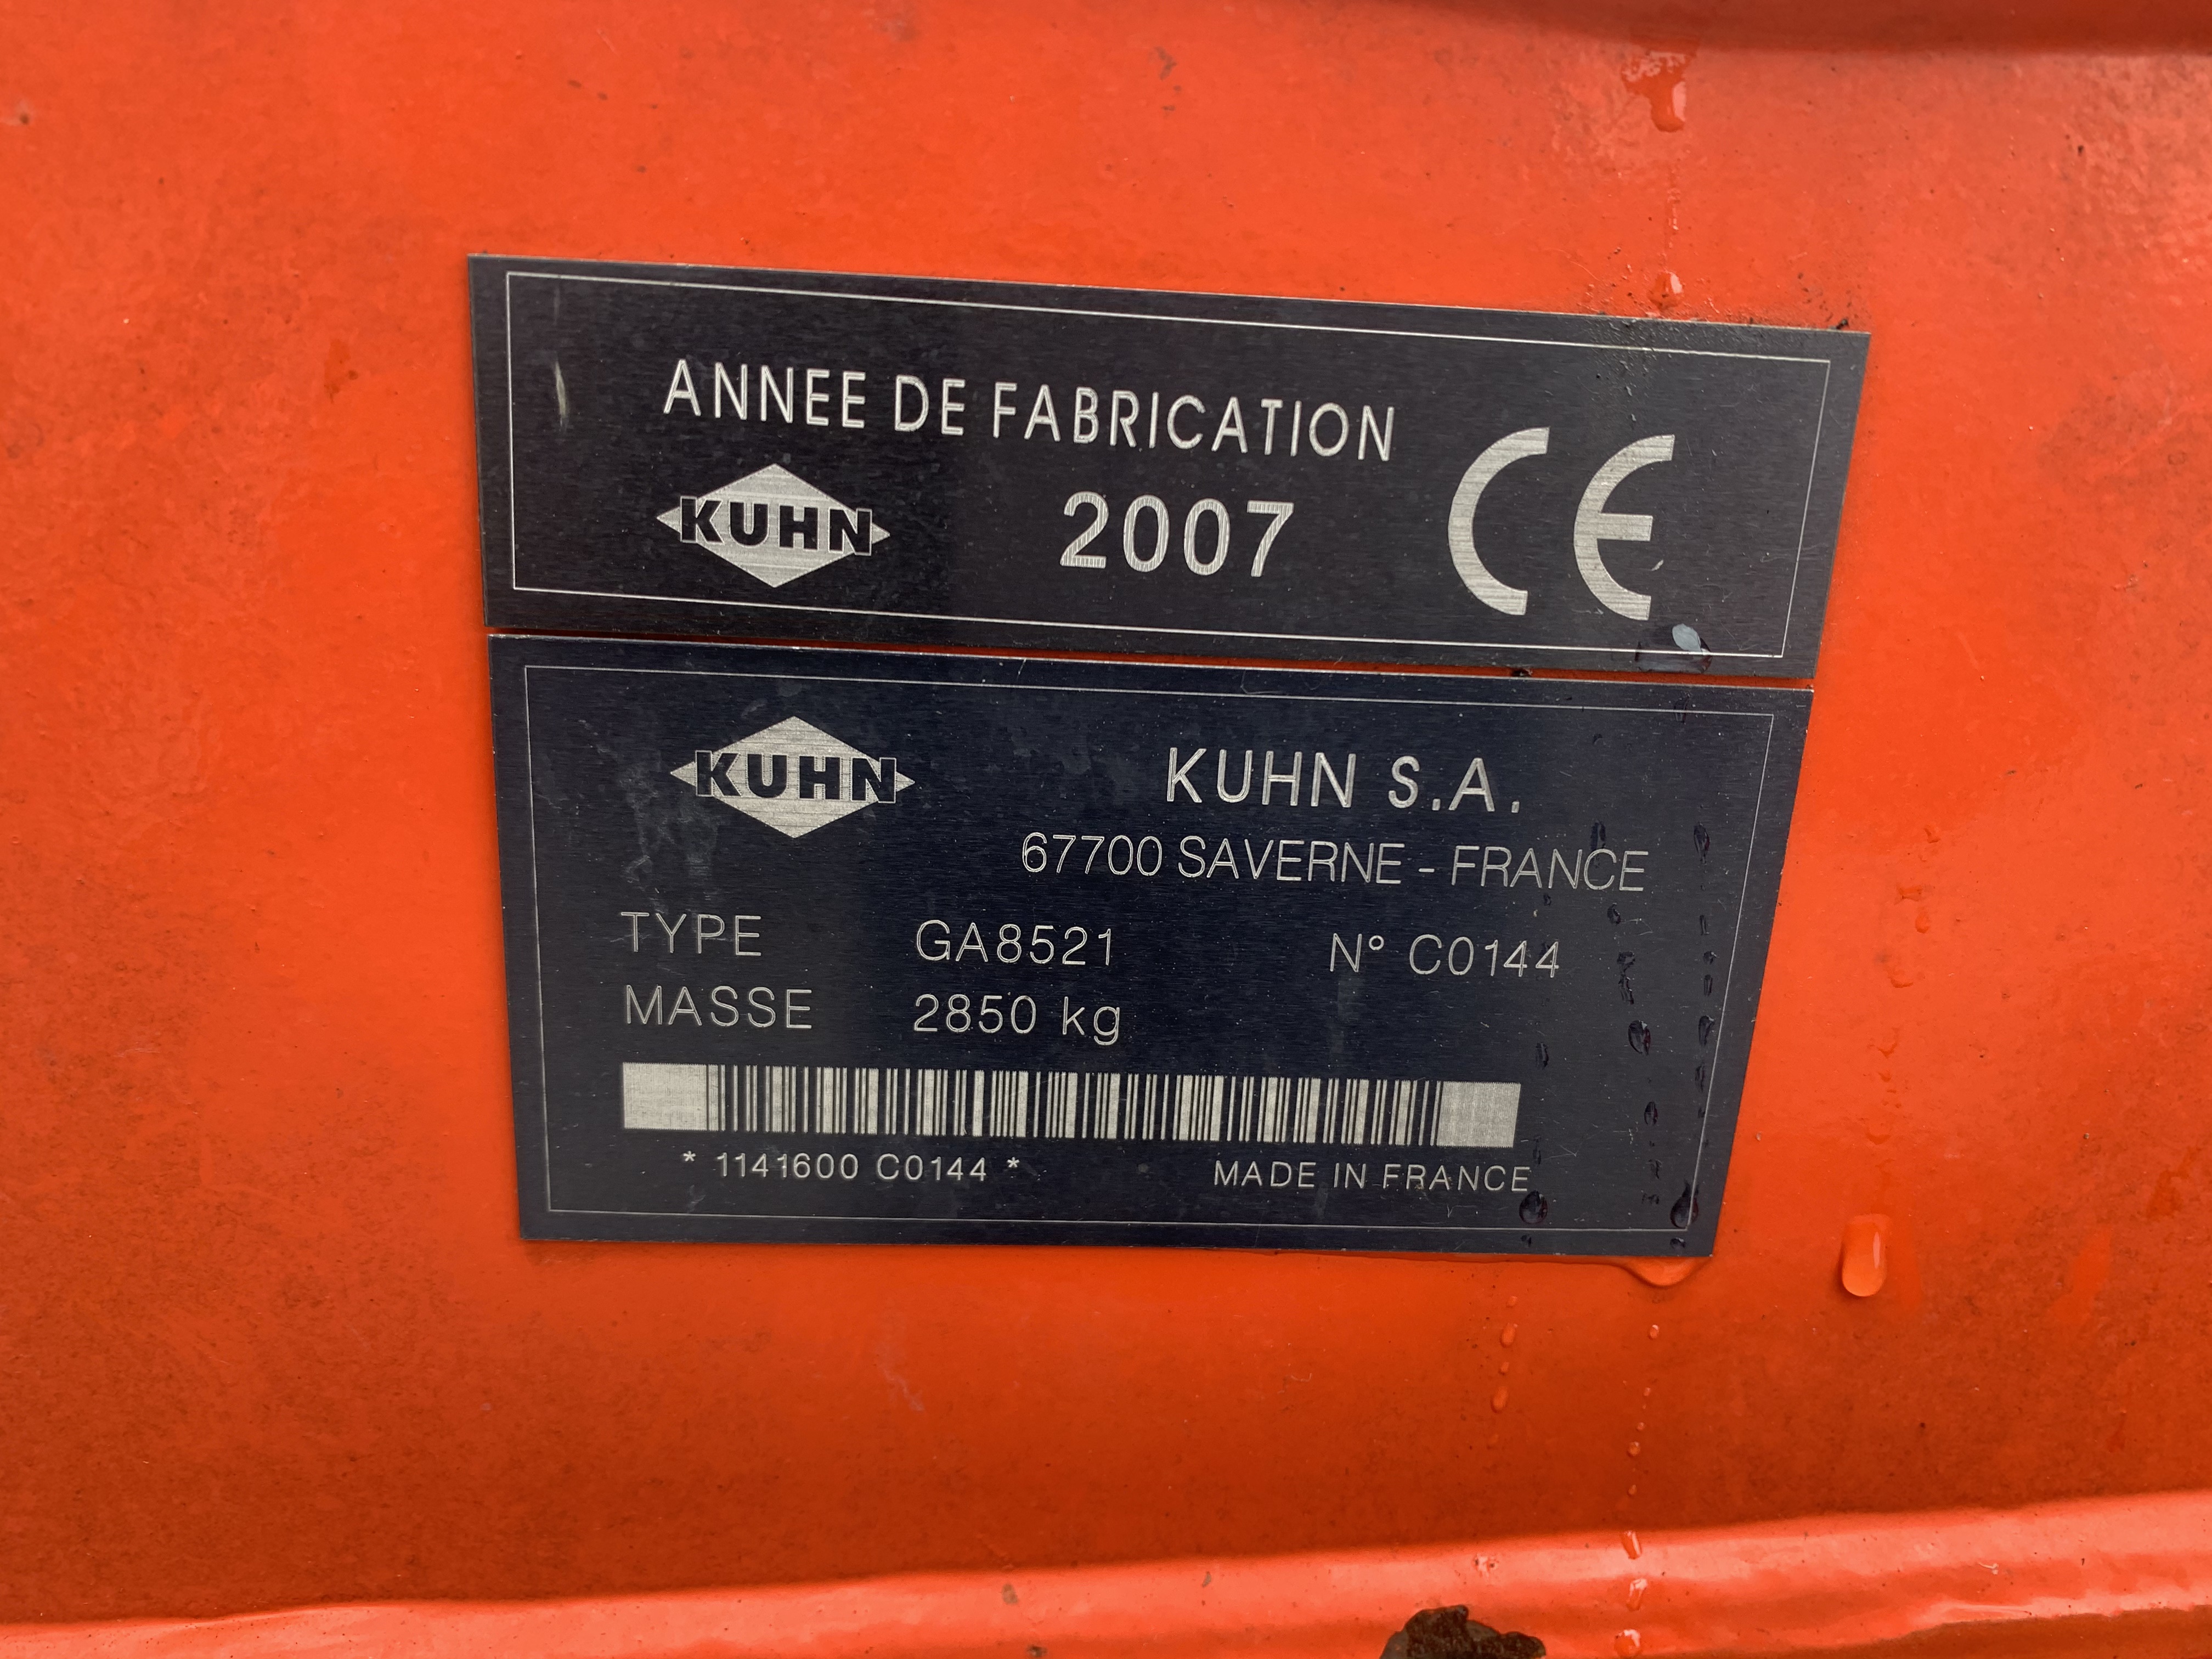 ANNEE DE FABRICATION
KUHN 2007 CE
KUHN
KUHN S.A.
67700 SAVERNE - FRANCE
TYPE GA8521 N° C0144
MASSE 2850 kg
* 1141600 C0144 * MADE IN FRANCE